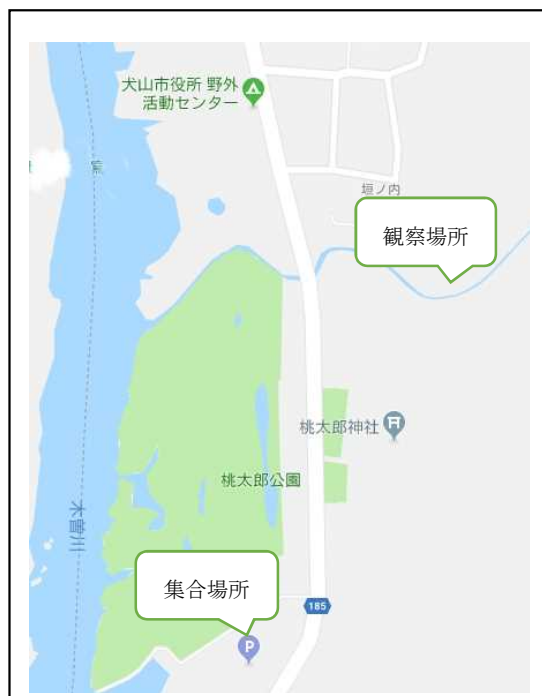 犬山市役所 野外
活動センター
垣ノ内
観察場所
桃太郎神社
桃太郎公園
木曽川
集合場所
185
P